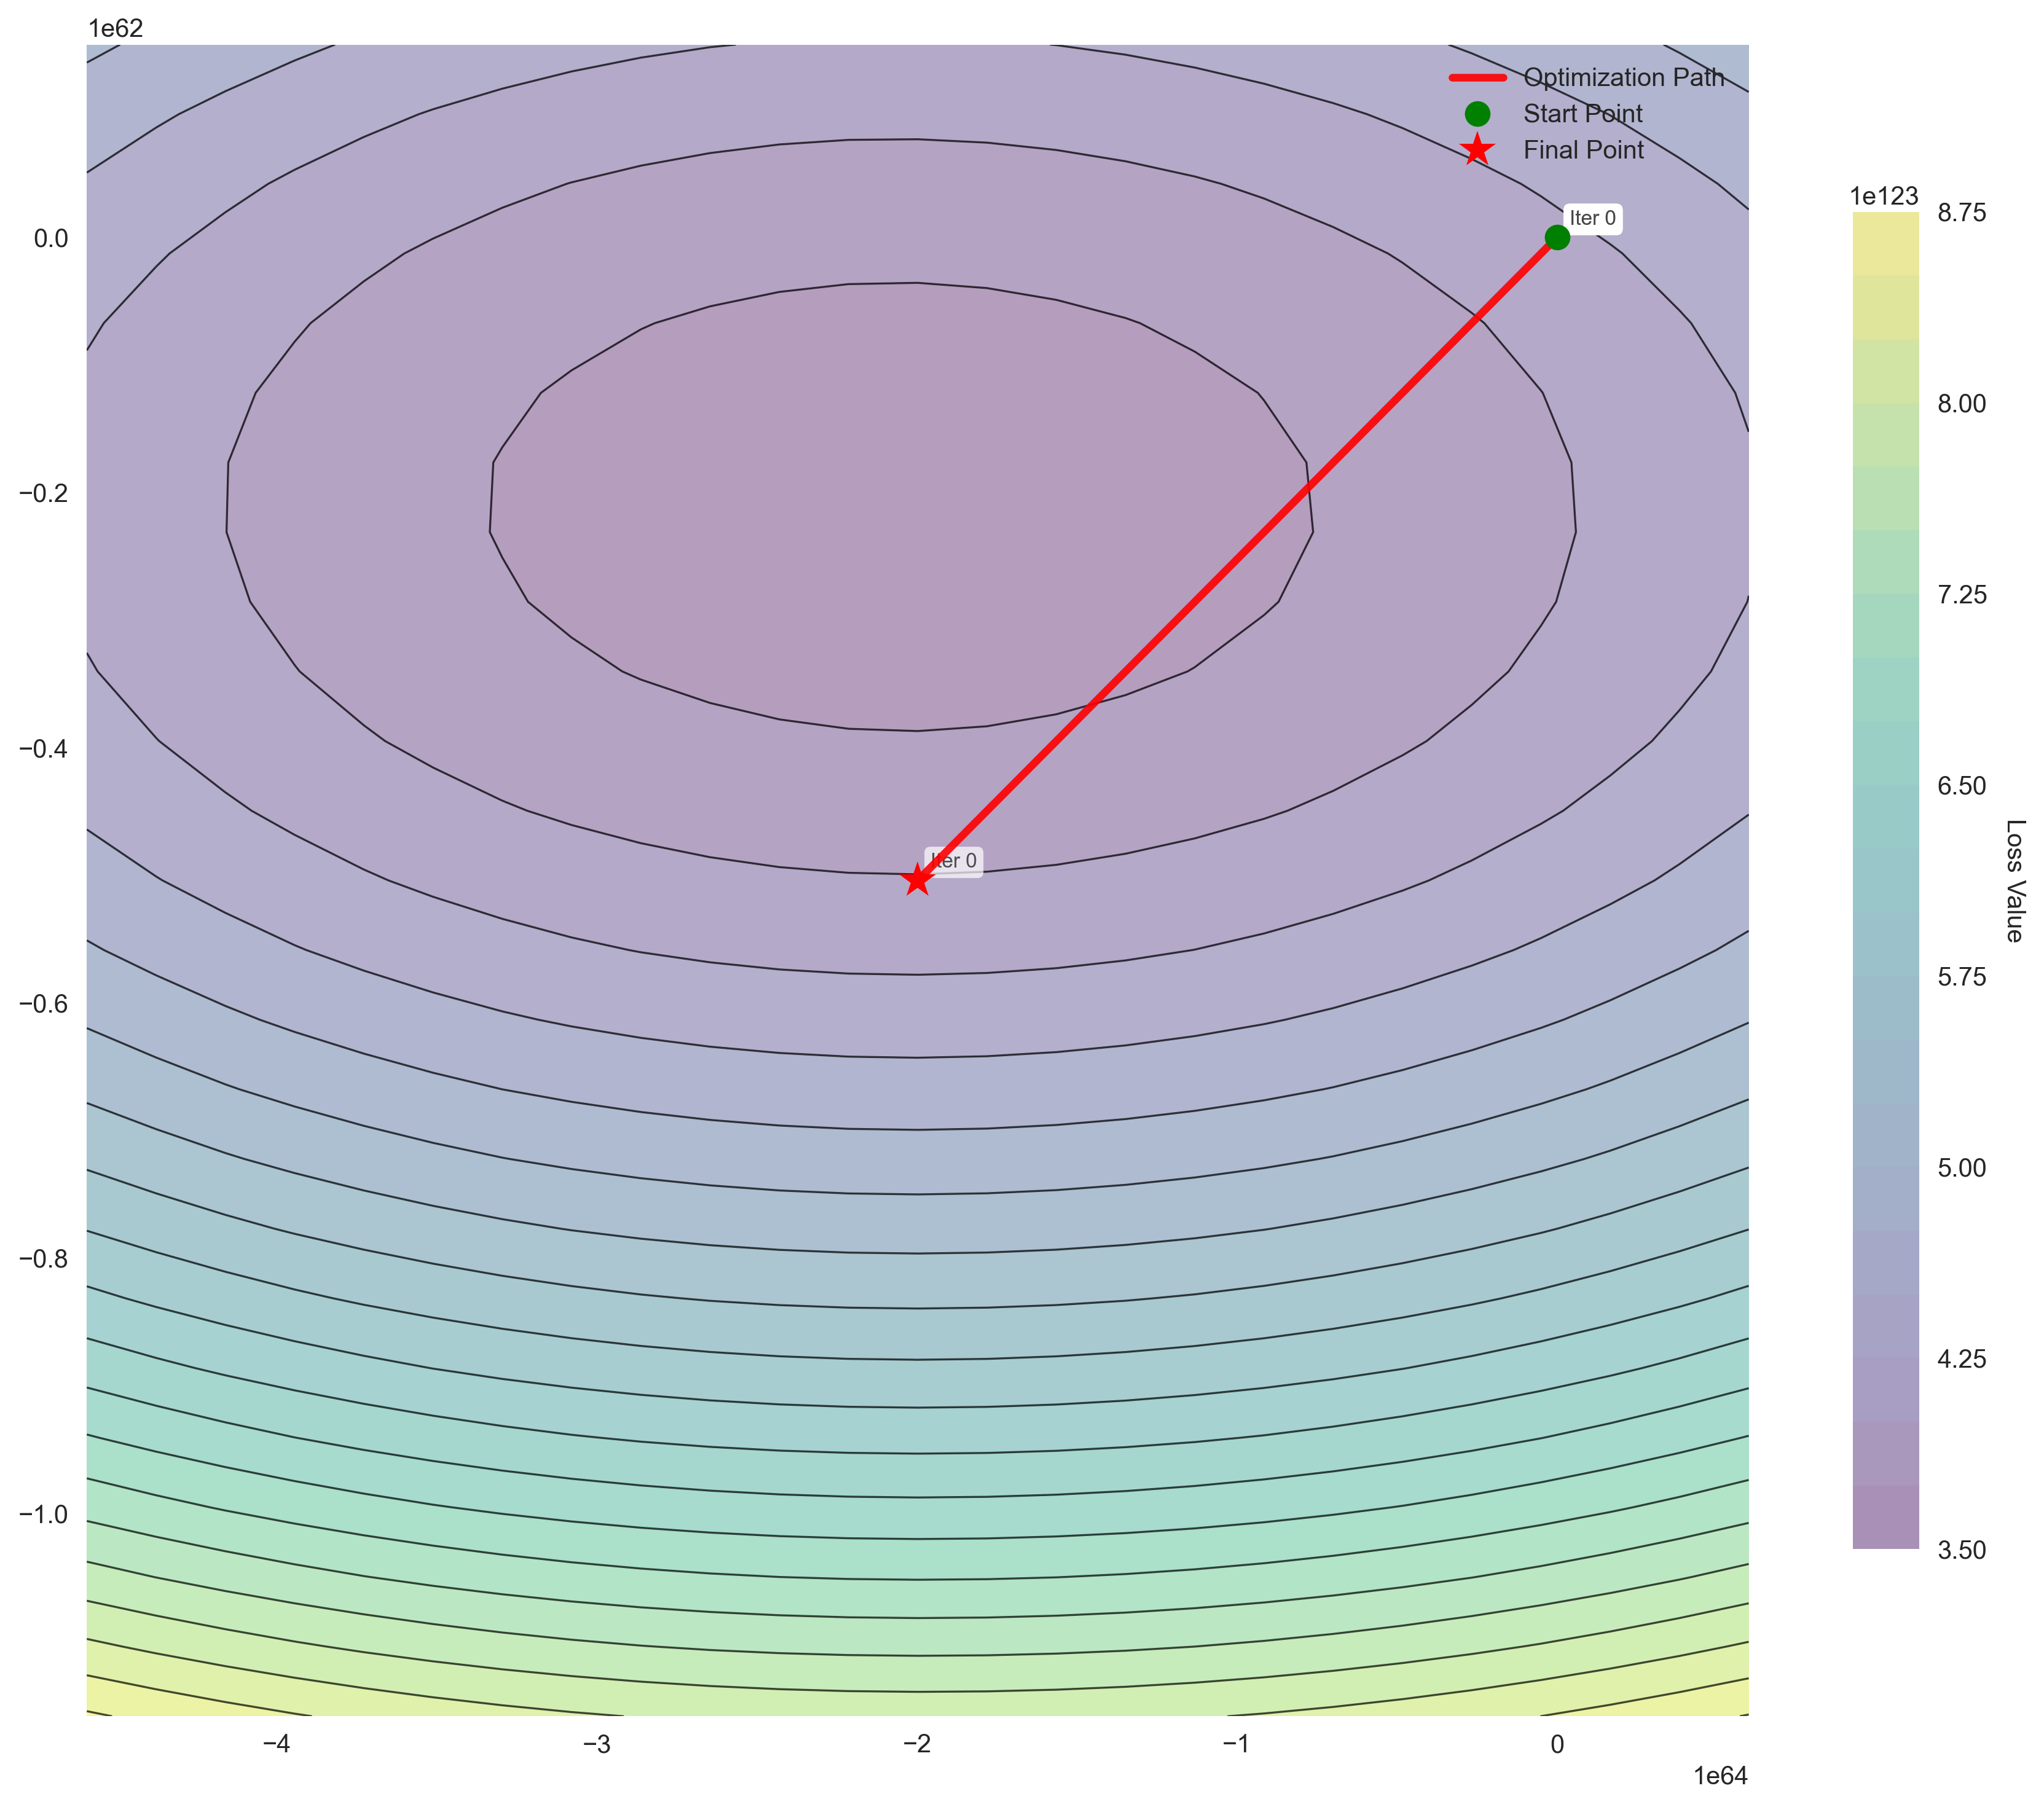 1e62
Optimization Path
Start Point
Final Point
Iter 0
Iter 0
0.0
−0.2
−0.4
−0.6
−0.8
−1.0
−4
−3
−2
−1
0
1e64
1e123
8.75
8.00
7.25
6.50
5.75
5.00
4.25
3.50
Loss Value